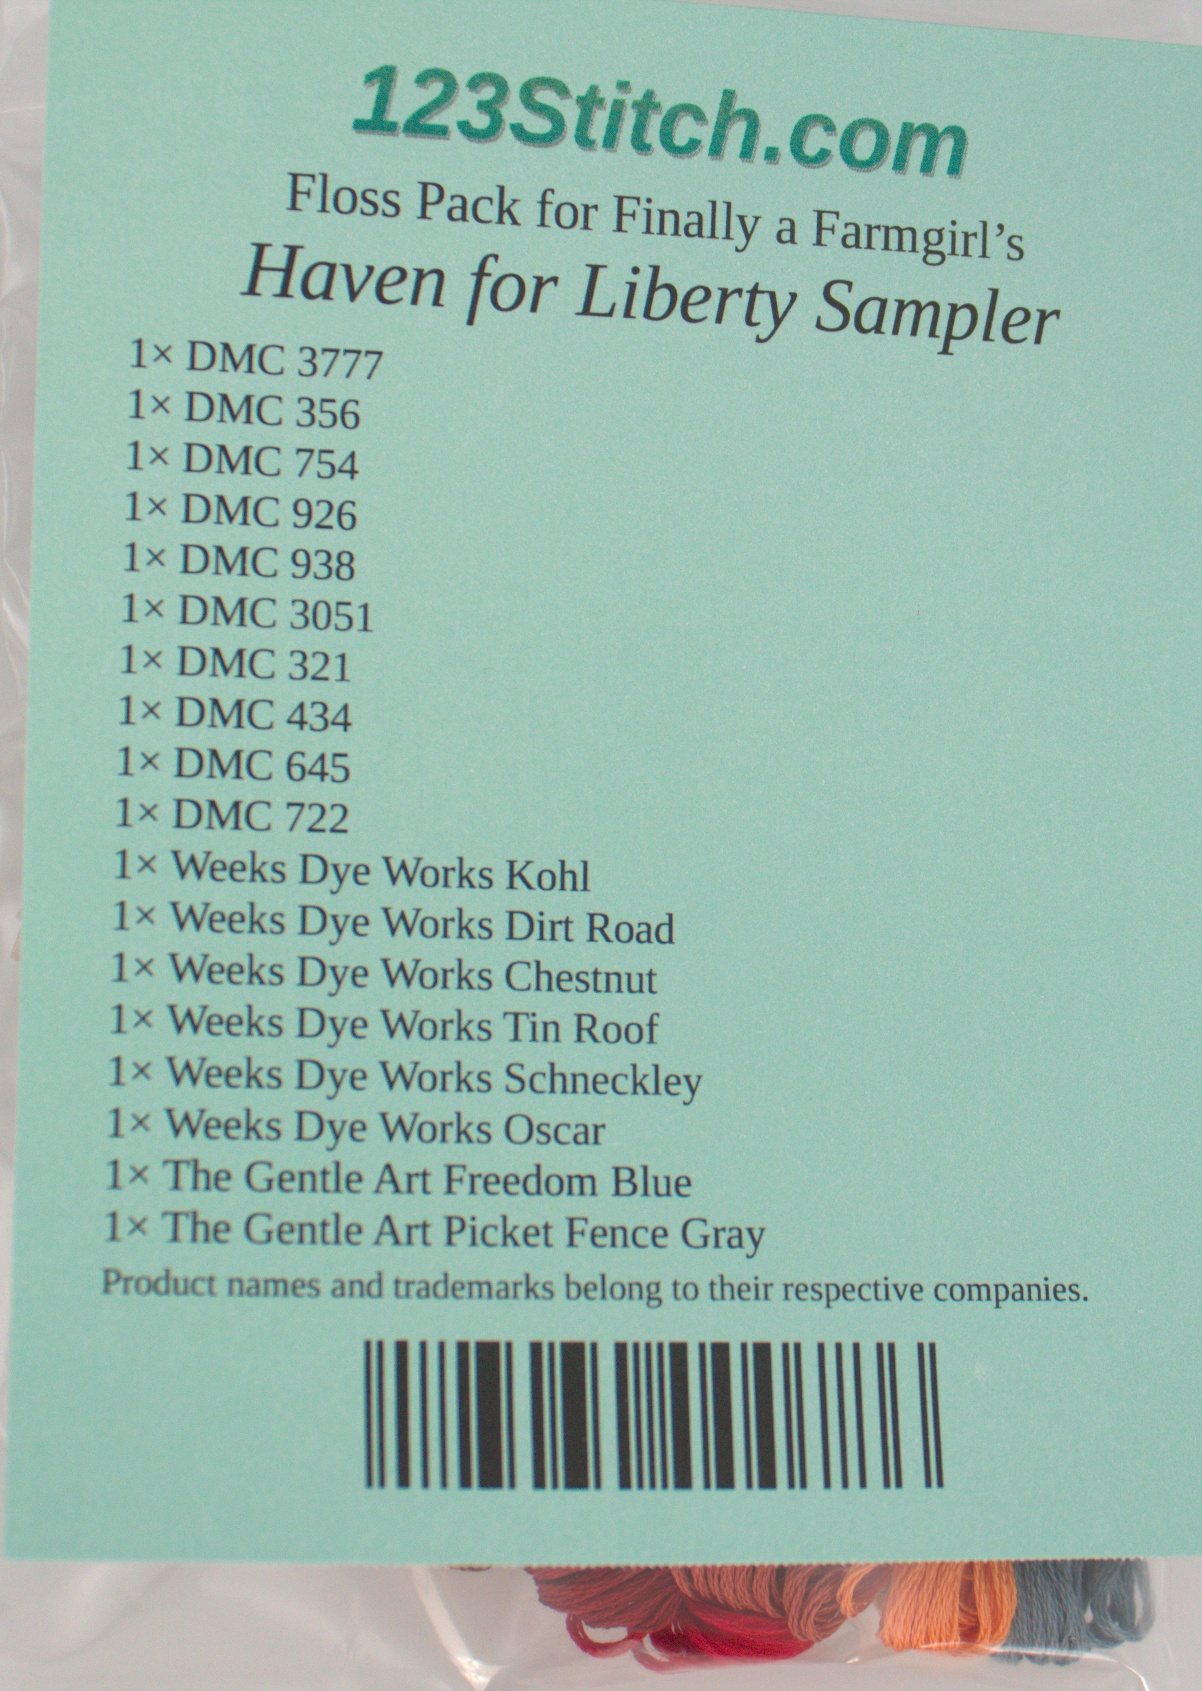 123Stitch.com
Floss Pack for Finally a Farmgirl’s
Haven for Liberty Sampler
1× DMC 3777
1× DMC 356
1× DMC 754
1× DMC 926
1× DMC 938
1× DMC 3051
1× DMC 321
1× DMC 434
1× DMC 645
1× DMC 722
1× Weeks Dye Works Kohl
1× Weeks Dye Works Dirt Road
1× Weeks Dye Works Chestnut
1× Weeks Dye Works Tin Roof
1× Weeks Dye Works Schneckley
1× Weeks Dye Works Oscar
1× The Gentle Art Freedom Blue
1× The Gentle Art Picket Fence Gray
Product names and trademarks belong to their respective companies.